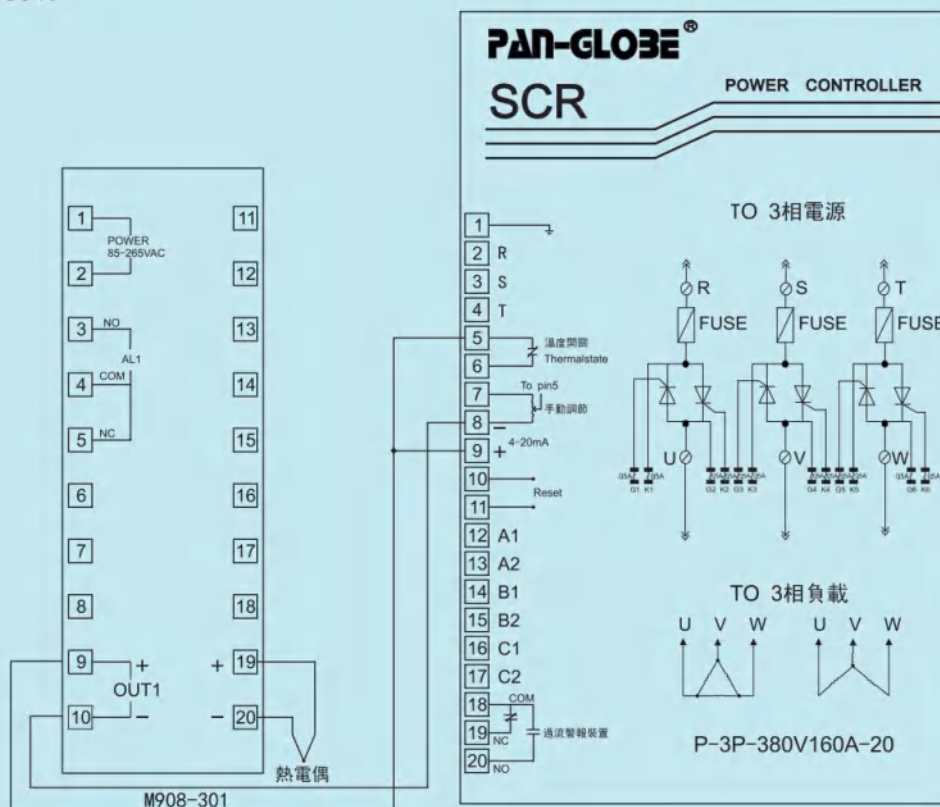 PAN-GLOBE®
SCR
POWER CONTROLLER
1
POWER
85-265VAC
2
3 NO
AL1
4 COM
5 NC
6
7
8
9 +
OUT1
10 -
11
12
13
14
15
16
17
18
+ 19
- 20
熱電偶
M908-301
1
2 R
3 S
4 T
5
溫度開關
Thermalstate
6
7 To pin5
手動調節
8 -
9 + 4-20mA
10
Reset
11
12 A1
13 A2
14 B1
15 B2
16 C1
17 C2
18 COM
19 NC
過流警報裝置
20 NO
TO 3相電源
R S T
FUSE FUSE FUSE
U V W
G1 K1 G2 K2 G3 K3 G4 K4 G5 K5 G6 K6
TO 3相負載
U V W U V W
P-3P-380V160A-20